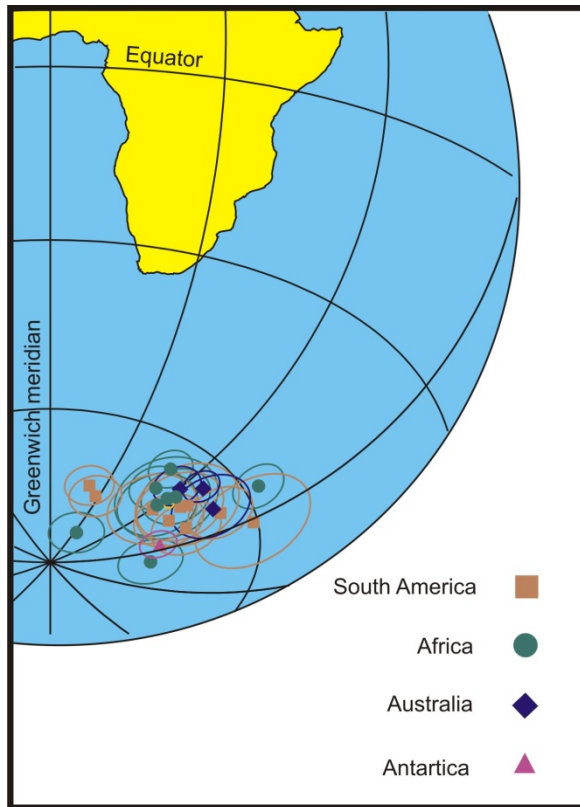 Equator
Greenwich meridian
South America
Africa
Australia
Antartica